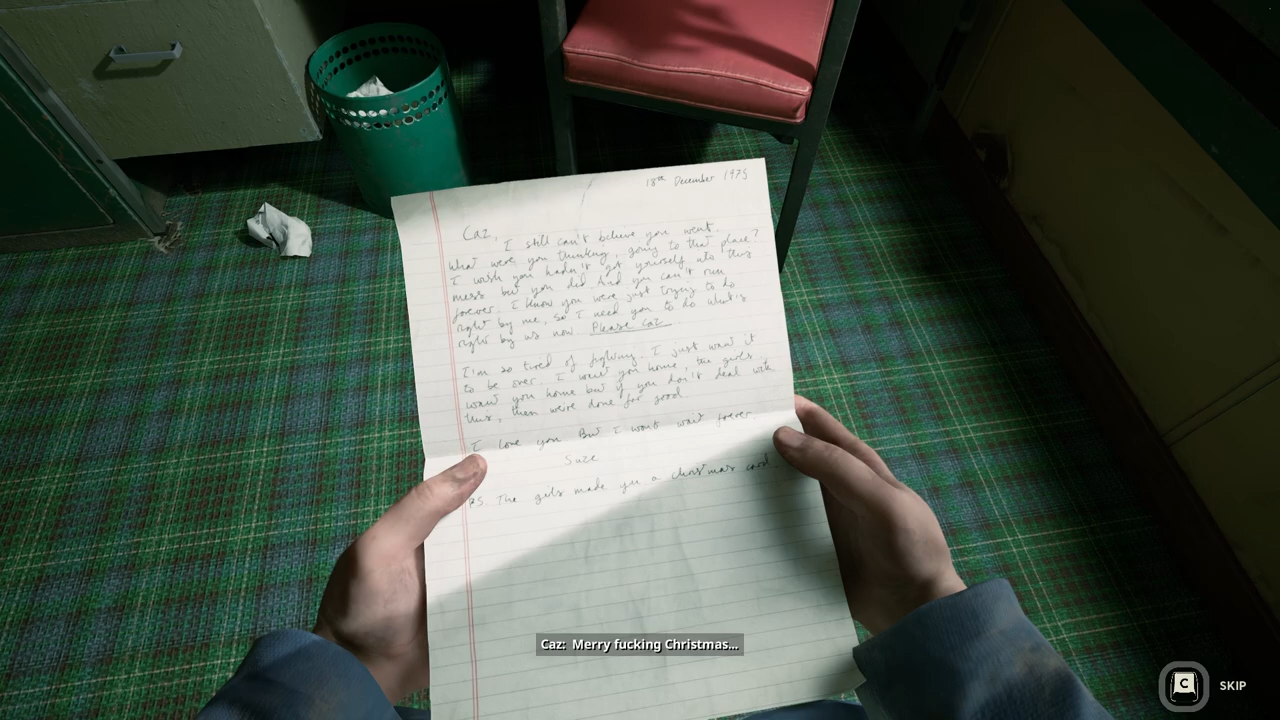 18th December 1975
Caz,
I still can't believe you went.
What were you thinking, going to that place?
I wish you hadn't got yourself into this
mess but you did And you can't run
forever. I know you were just trying to do
right by me, so I need you to do what's
right by us now. Please Caz.
I'm so tired of fighting. I just want it
to be over. I want you home, the girls
want you home but if you don't deal with
this, then we're done for good.
I love you But I won't wait forever.
Suze
PS. The girls made you a christmas card.
Caz: Merry fucking Christmas...
C SKIP